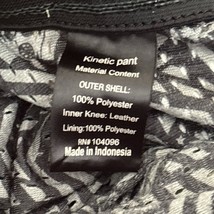 Kinetic pant
Material Content
OUTER SHELL:
100% Polyester
Inner Knee: Leather
Lining:100% Polyester
RN# 104096
Made in Indonesia